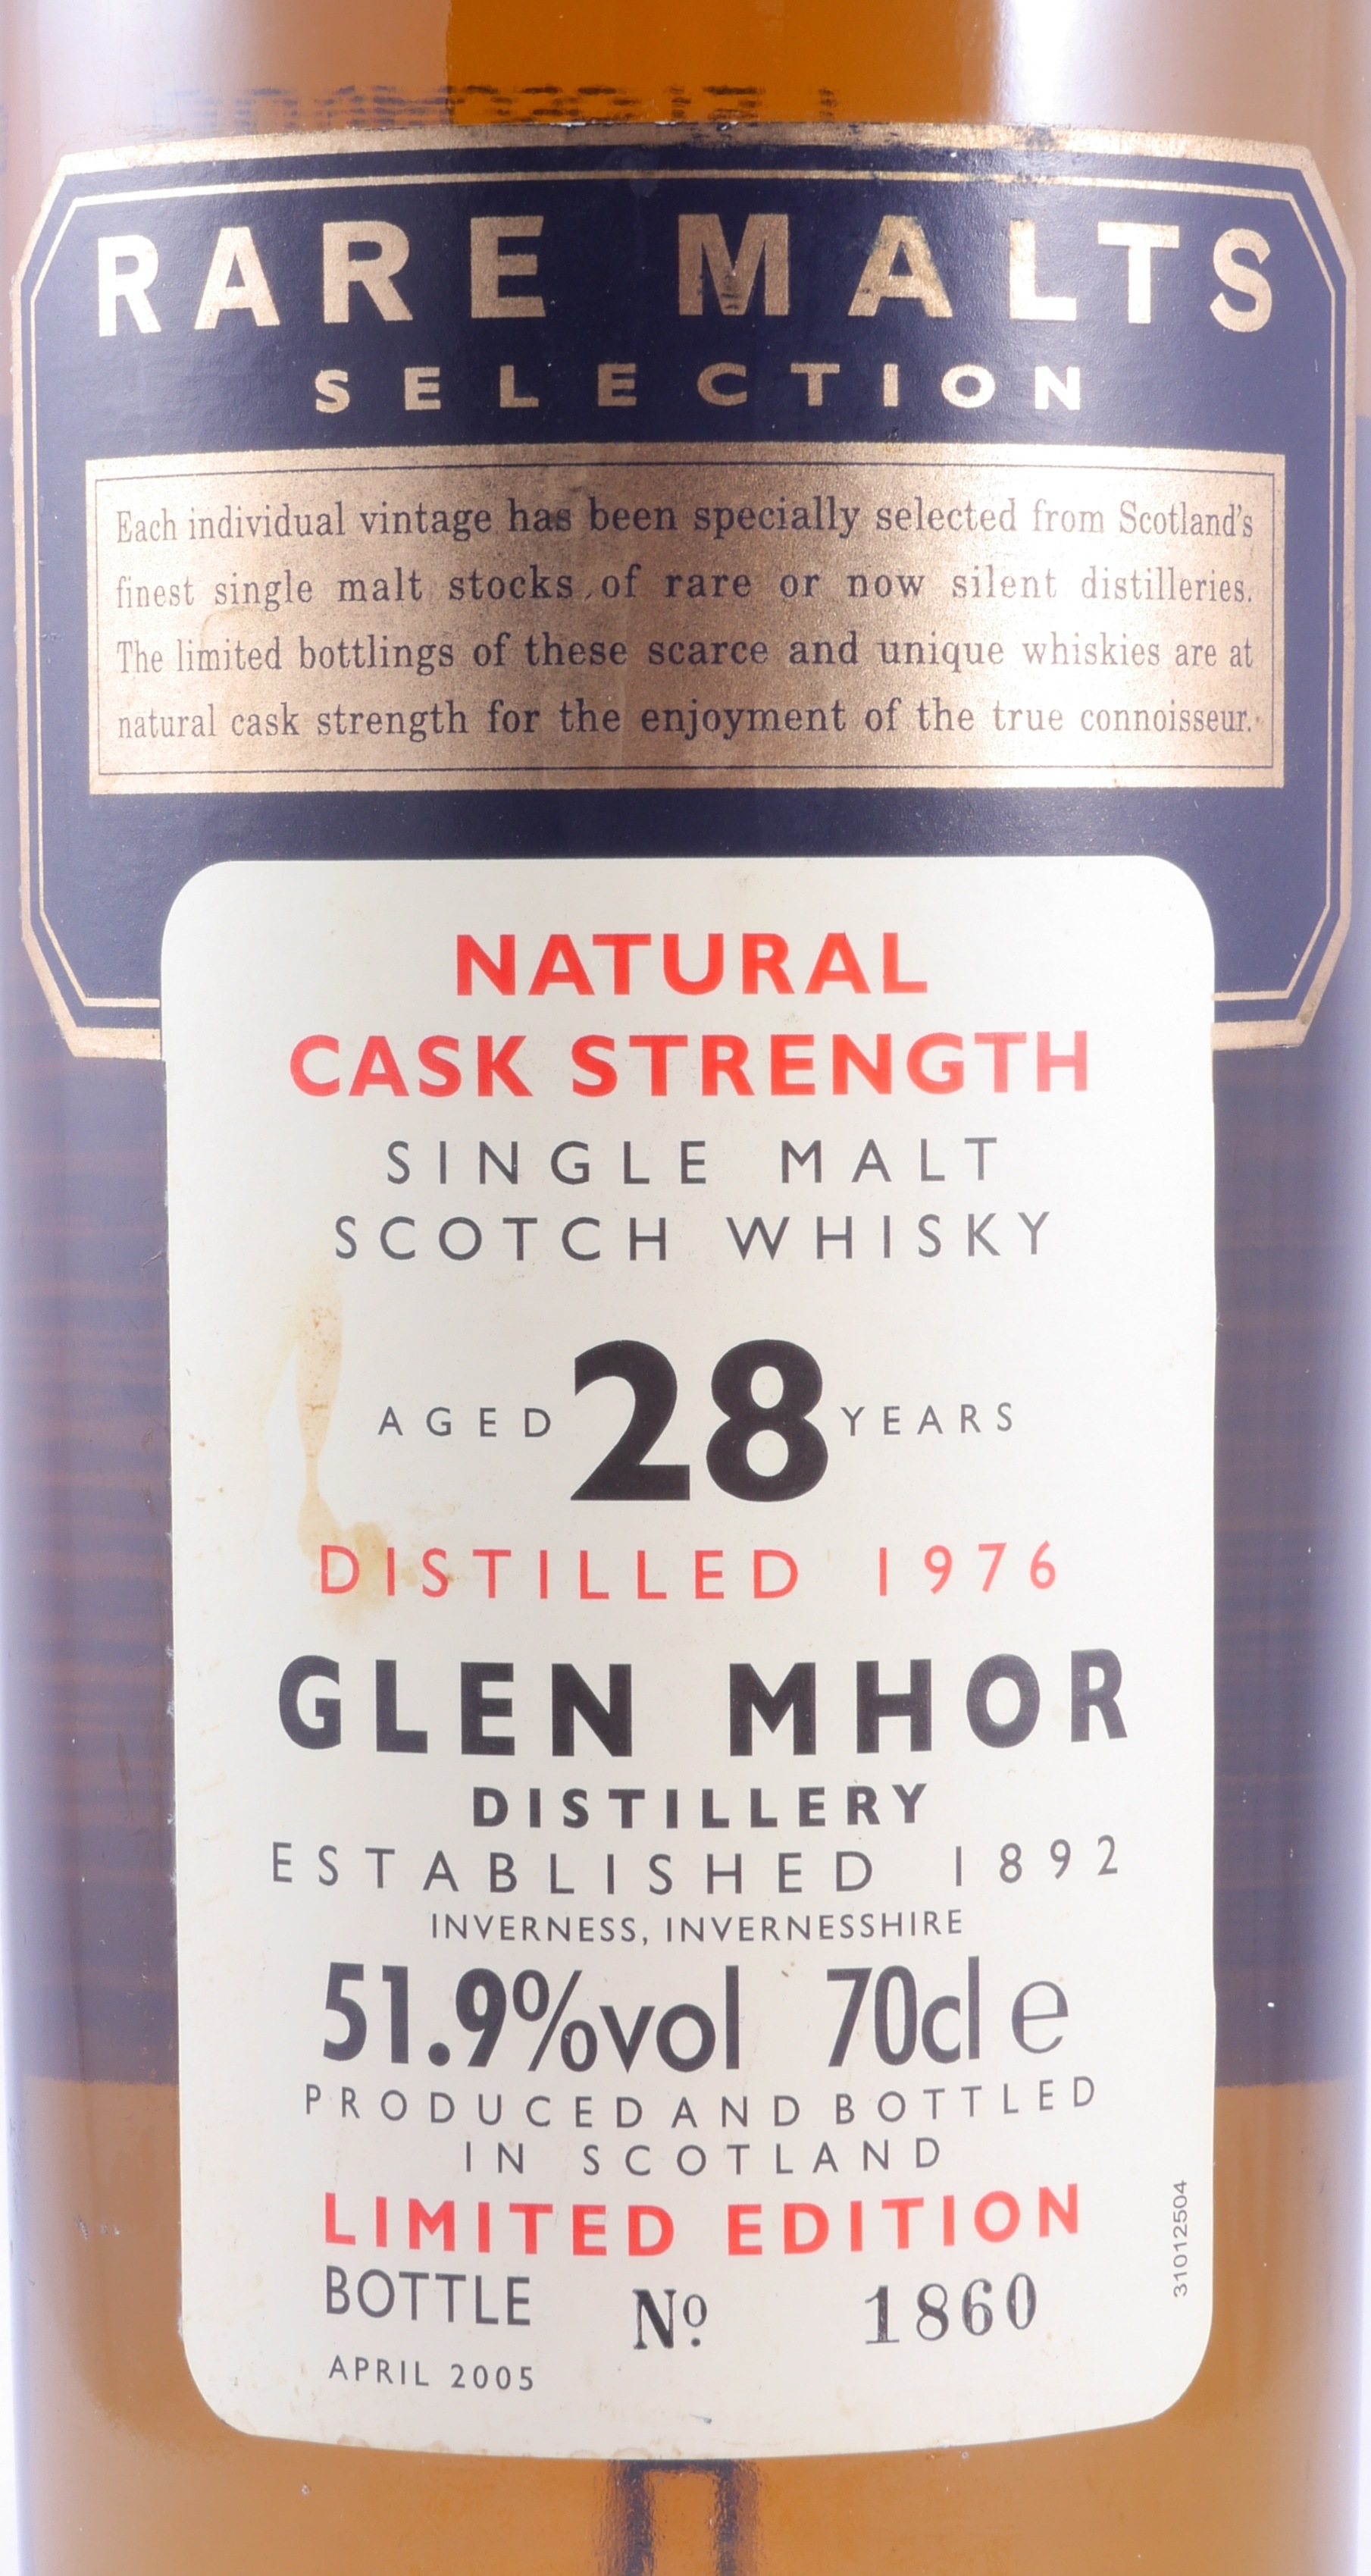 RARE MALTS
SELECTION
Each individual vintage has been specially selected from Scotland's
finest single malt stocks, of rare or now silent distilleries.
The limited bottlings of these scarce and unique whiskies are at
natural cask strength for the enjoyment of the true connoisseur.
NATURAL
CASK STRENGTH
SINGLE MALT
SCOTCH WHISKY
AGED 28 YEARS
DISTILLED 1976
GLEN MHOR
DISTILLERY
ESTABLISHED 1892
INVERNESS, INVERNESSHIRE
51.9%vol 70cl e
PRODUCED AND BOTTLED
IN SCOTLAND
LIMITED EDITION
BOTTLE Nº 1860
APRIL 2005
31012504